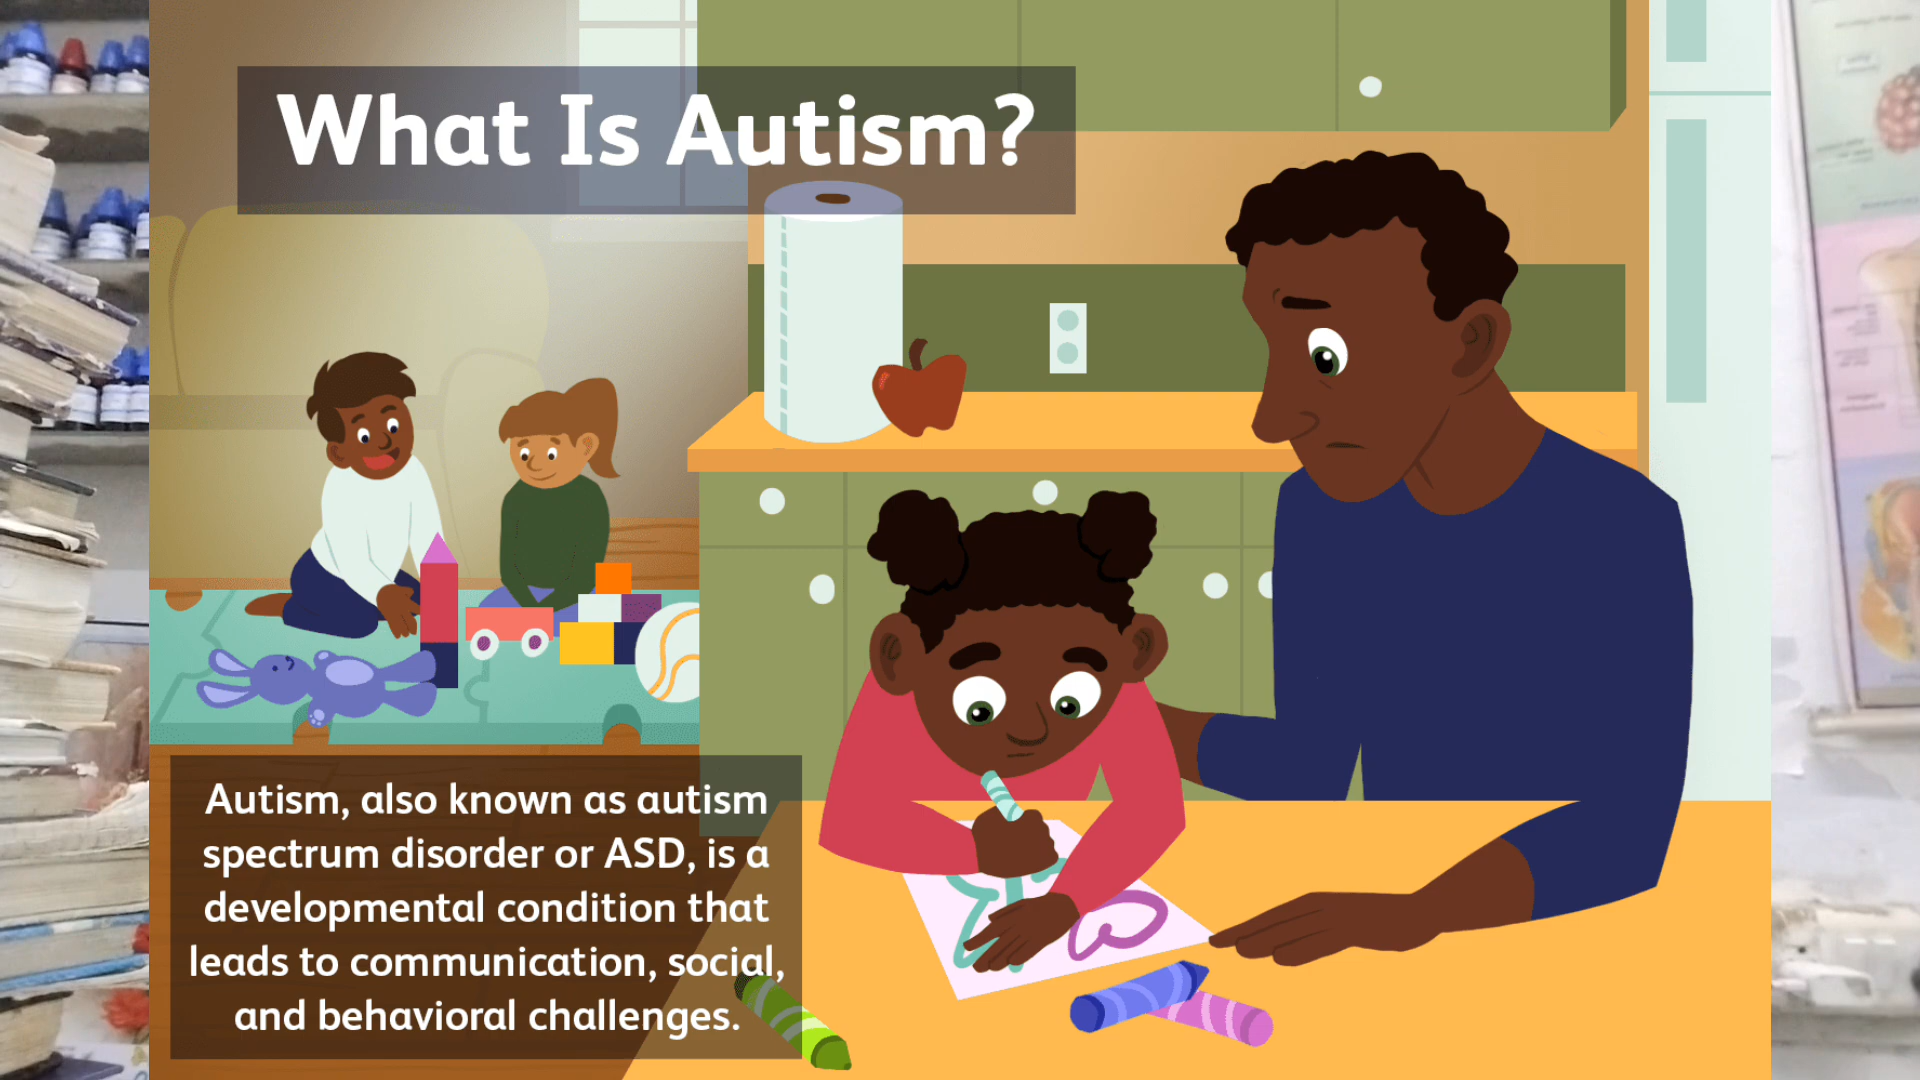 What Is Autism?
Autism, also known as autism
spectrum disorder or ASD, is a
developmental condition that
leads to communication, social,
and behavioral challenges.